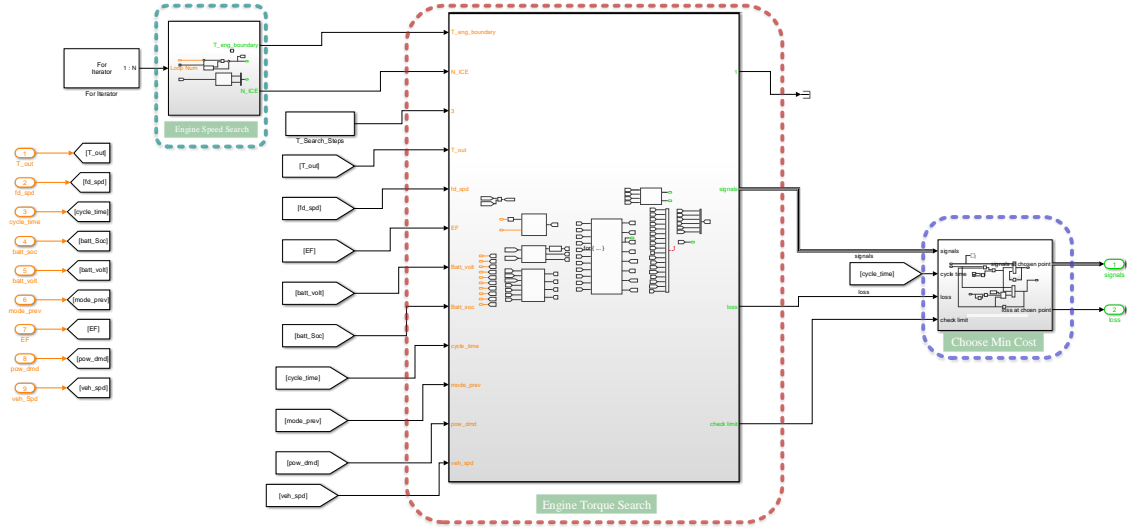 For
Iterator
1 : N
For Iterator
T_eng_boundary
Loop Num
N_ICE
Engine Speed Search
1
T_out
[T_out]
2
fd_spd
[fd_spd]
3
cycle_time
[cycle_time]
4
batt_soc
[batt_Soc]
5
batt_volt
[batt_volt]
6
mode_prev
[mode_prev]
7
EF
[EF]
8
pow_dmd
[pow_dmd]
9
veh_Spd
[veh_spd]
T_Search_Steps
[T_out]
[fd_spd]
[EF]
[batt_volt]
[batt_Soc]
[cycle_time]
[mode_prev]
[pow_dmd]
[veh_spd]
T_eng_boundary
N_ICE
3
T_out
fd_spd
EF
Batt_volt
Batt_soc
cycle_time
mode_prev
pow_dmd
veh_spd
for{ ... }
1
signals
loss
check limit
Engine Torque Search
signals
loss
[cycle_time]
signals
cycle time
loss
check limit
signals at chosen point
loss at chosen point
Choose Min Cost
1
signals
2
loss